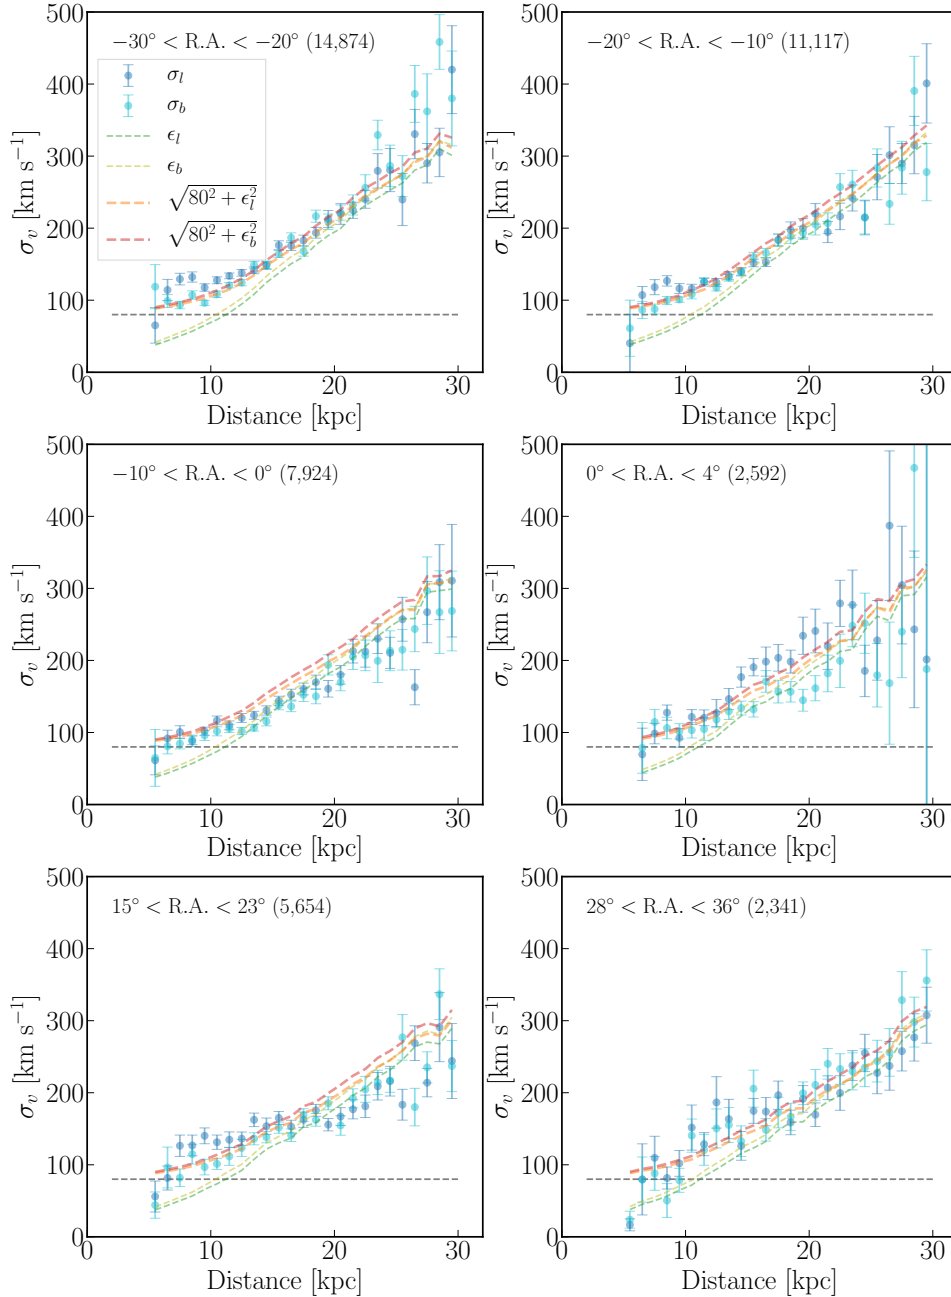 −30° < R.A. < −20° (14,874)
σ_l
σ_b
ϵ_l
ϵ_b
√80² + ϵ_l²
√80² + ϵ_b²
500
400
300
200
100
0
σ_v [km s⁻¹]
0 10 20 30
Distance [kpc]
−20° < R.A. < −10° (11,117)
500
400
300
200
100
0
σ_v [km s⁻¹]
0 10 20 30
Distance [kpc]
−10° < R.A. < 0° (7,924)
500
400
300
200
100
0
σ_v [km s⁻¹]
0 10 20 30
Distance [kpc]
0° < R.A. < 4° (2,592)
500
400
300
200
100
0
σ_v [km s⁻¹]
0 10 20 30
Distance [kpc]
15° < R.A. < 23° (5,654)
500
400
300
200
100
0
σ_v [km s⁻¹]
0 10 20 30
Distance [kpc]
28° < R.A. < 36° (2,341)
500
400
300
200
100
0
σ_v [km s⁻¹]
0 10 20 30
Distance [kpc]